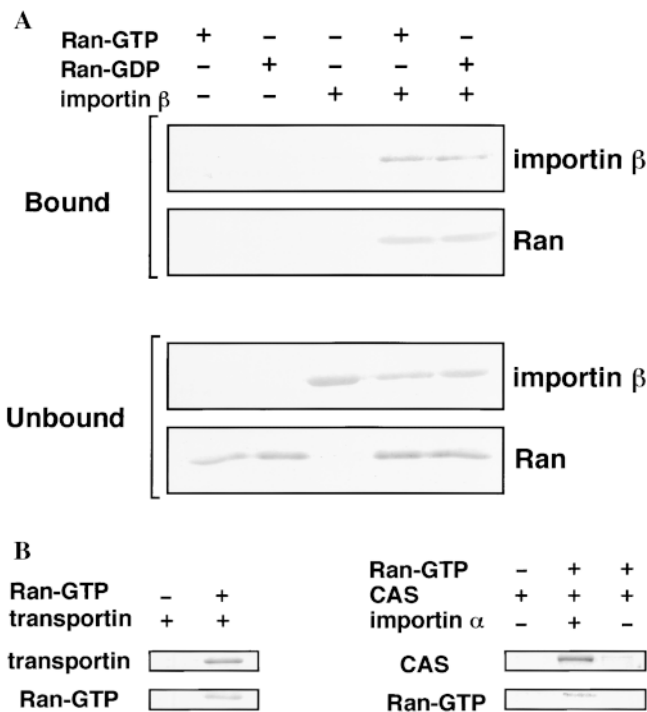 A
Ran-GTP + – – + –
Ran-GDP – + – – +
importin β – – + + +
Bound
importin β
Ran
Unbound
importin β
Ran
B
Ran-GTP – +
transportin + +
transportin
Ran-GTP
Ran-GTP – + +
CAS + + +
importin α – + –
CAS
Ran-GTP